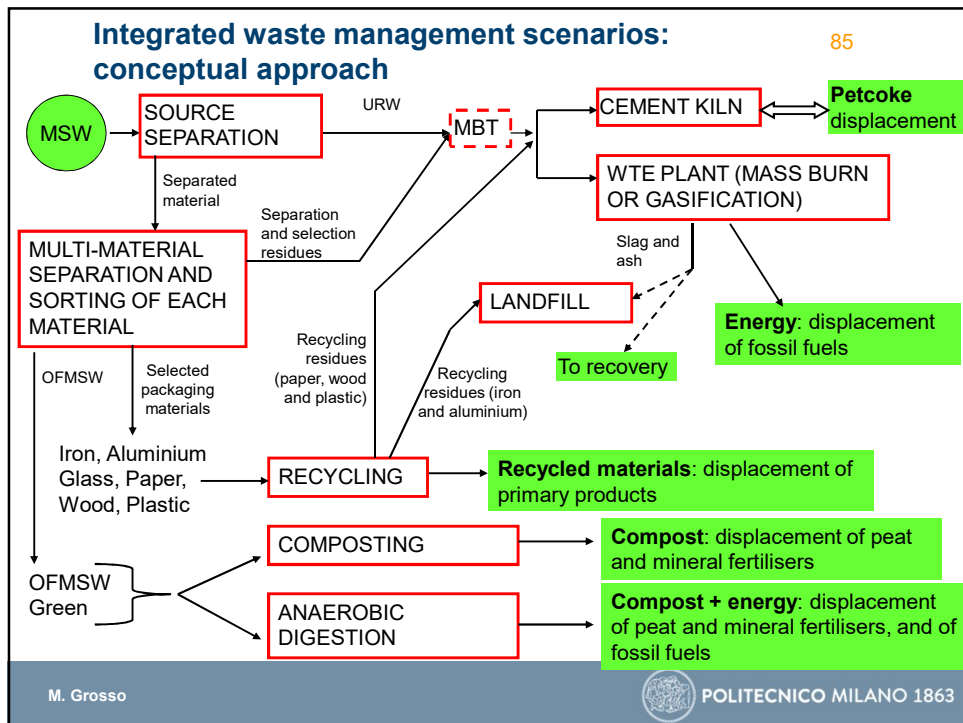 Integrated waste management scenarios:
conceptual approach
85
MSW
SOURCE
SEPARATION
URW
MBT
CEMENT KILN
Petcoke
displacement
WTE PLANT (MASS BURN
OR GASIFICATION)
Separated
material
Separation
and selection
residues
MULTI-MATERIAL
SEPARATION AND
SORTING OF EACH
MATERIAL
Slag and
ash
LANDFILL
Energy: displacement
of fossil fuels
To recovery
Recycling
residues
(paper, wood
and plastic)
Recycling
residues (iron
and aluminium)
OFMSW
Selected
packaging
materials
Iron, Aluminium
Glass, Paper,
Wood, Plastic
RECYCLING
Recycled materials: displacement of
primary products
COMPOSTING
Compost: displacement of peat
and mineral fertilisers
OFMSW
Green
ANAEROBIC
DIGESTION
Compost + energy: displacement
of peat and mineral fertilisers, and of
fossil fuels
M. Grosso
POLITECNICO MILANO 1863